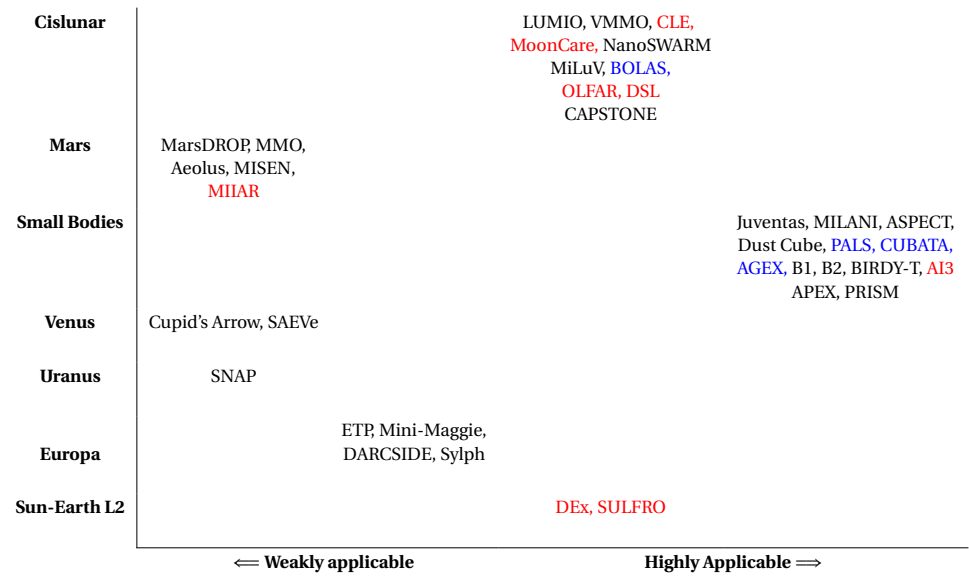 Cislunar
LUMIO, VMMO, CLE,
MoonCare, NanoSWARM
MiLuV, BOLAS,
OLFAR, DSL
CAPSTONE
Mars
MarsDROP, MMO,
Aeolus, MISEN,
MIIAR
Small Bodies
Juventas, MILANI, ASPECT,
Dust Cube, PALS, CUBATA,
AGEX, B1, B2, BIRDY-T, AI3
APEX, PRISM
Venus
Cupid's Arrow, SAEVe
Uranus
SNAP
Europa
ETP, Mini-Maggie,
DARCSIDE, Sylph
Sun-Earth L2
DEx, SULFRO
⟸ Weakly applicable
Highly Applicable ⟹